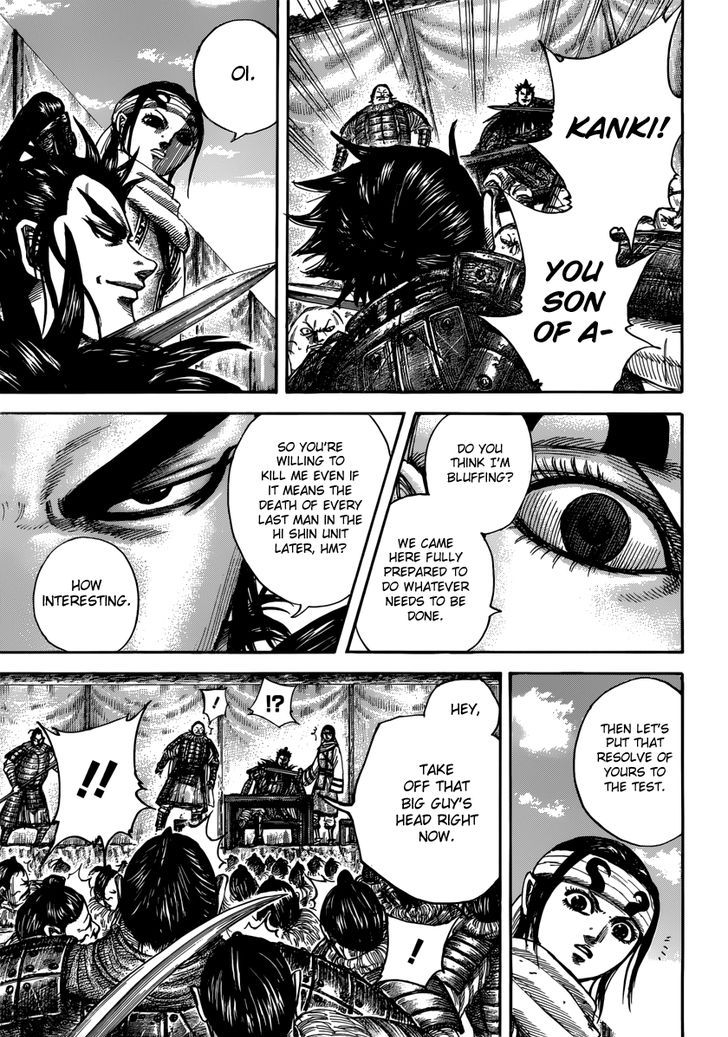 KANKI!
YOU
SON
OF A-
OI.
DO YOU
THINK I'M
BLUFFING?
WE CAME
HERE FULLY
PREPARED TO
DO WHATEVER
NEEDS TO BE
DONE.
SO YOU'RE
WILLING TO
KILL ME EVEN IF
IT MEANS THE
DEATH OF EVERY
LAST MAN IN THE
HI SHIN UNIT
LATER, HM?
HOW
INTERESTING.
THEN LET'S
PUT THAT
RESOLVE OF
YOURS TO
THE TEST.
HEY,
TAKE
OFF THAT
BIG GUY'S
HEAD RIGHT
NOW.
!?
!
!!
!